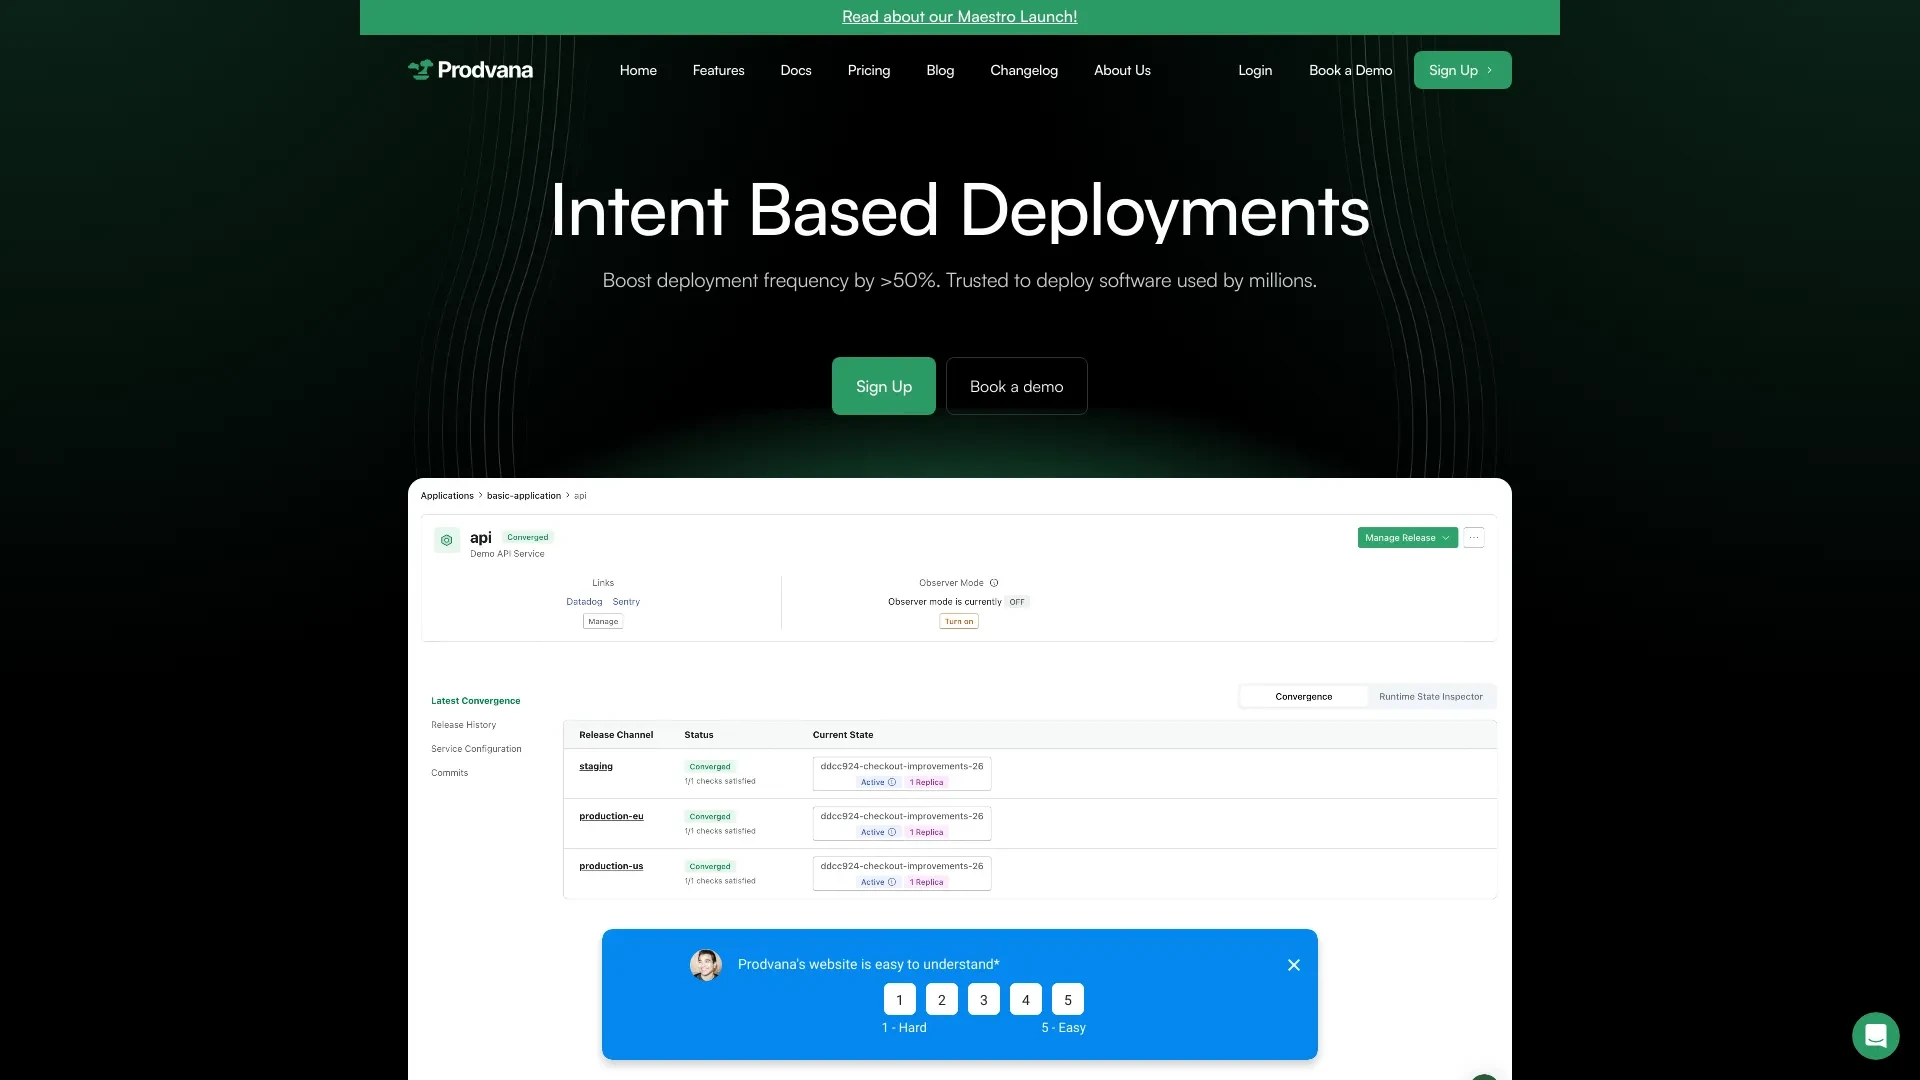 Read about our Maestro Launch!
Prodvana
Home Features Docs Pricing Blog Changelog About Us Login Book a Demo Sign Up
Intent Based Deployments
Boost deployment frequency by >50%. Trusted to deploy software used by millions.
Sign Up Book a demo
Applications > basic-application > api
api Converged
Demo API Service
Manage Release ...
Links
Datadog Sentry
Manage
Observer Mode
Observer mode is currently OFF
Turn on
Convergence Runtime State Inspector
Latest Convergence
Release History
Service Configuration
Commits
Release Channel Status Current State
staging Converged ddcc924-checkout-improvements-26
1/1 checks satisfied Active 1 Replica
production-eu Converged ddcc924-checkout-improvements-26
1/1 checks satisfied Active 1 Replica
production-us Converged ddcc924-checkout-improvements-26
1/1 checks satisfied Active 1 Replica
Prodvana's website is easy to understand*
1 2 3 4 5
1 - Hard 5 - Easy